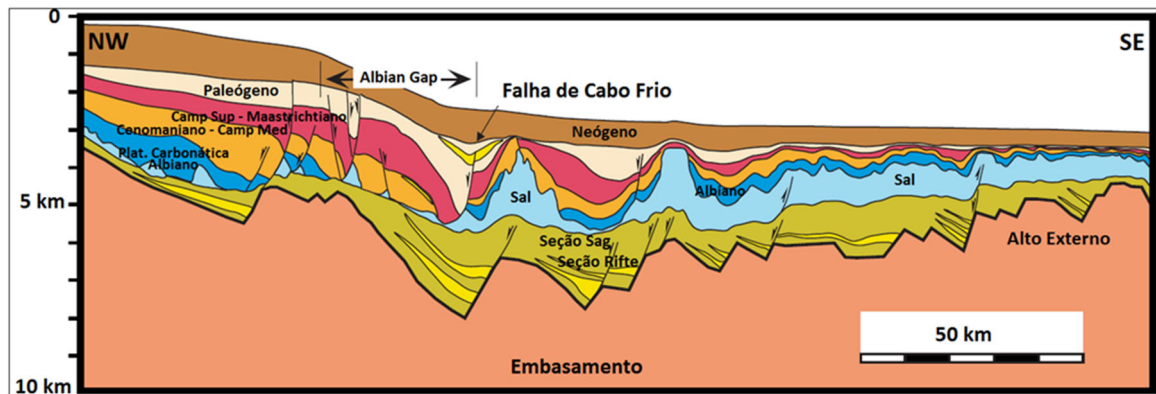 0
NW
SE
Albian Gap
Paleógeno
Falha de Cabo Frio
Camp Sup - Maastrichtiano
Cenomaniano - Camp Med
Neógeno
Plat. Carbonática
Albiano
Sal
Albiano
Sal
5 km
Seção Sag
Seção Rifte
Alto Externo
50 km
Embasamento
10 km